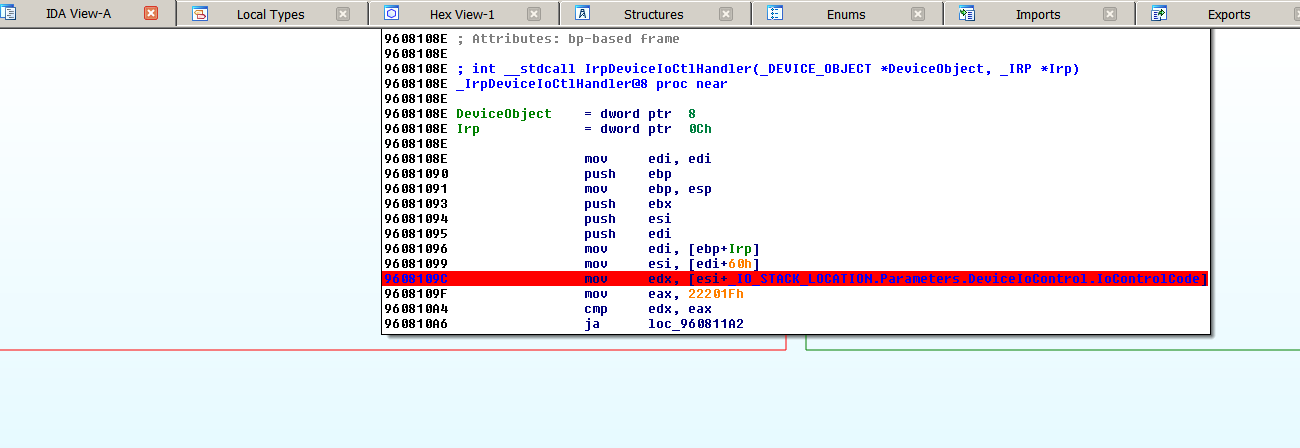 IDA View-A Local Types Hex View-1 Structures Enums Imports Exports
9608108E ; Attributes: bp-based frame
9608108E
9608108E ; int __stdcall IrpDeviceIoCtlHandler(_DEVICE_OBJECT *DeviceObject, _IRP *Irp)
9608108E _IrpDeviceIoCtlHandler@8 proc near
9608108E
9608108E DeviceObject = dword ptr 8
9608108E Irp = dword ptr 0Ch
9608108E
9608108E mov edi, edi
96081090 push ebp
96081091 mov ebp, esp
96081093 push ebx
96081094 push esi
96081095 push edi
96081096 mov edi, [ebp+Irp]
96081099 mov esi, [edi+60h]
9608109C mov edx, [esi+_IO_STACK_LOCATION.Parameters.DeviceIoControl.IoControlCode]
9608109F mov eax, 22201Fh
960810A4 cmp edx, eax
960810A6 ja loc_960811A2